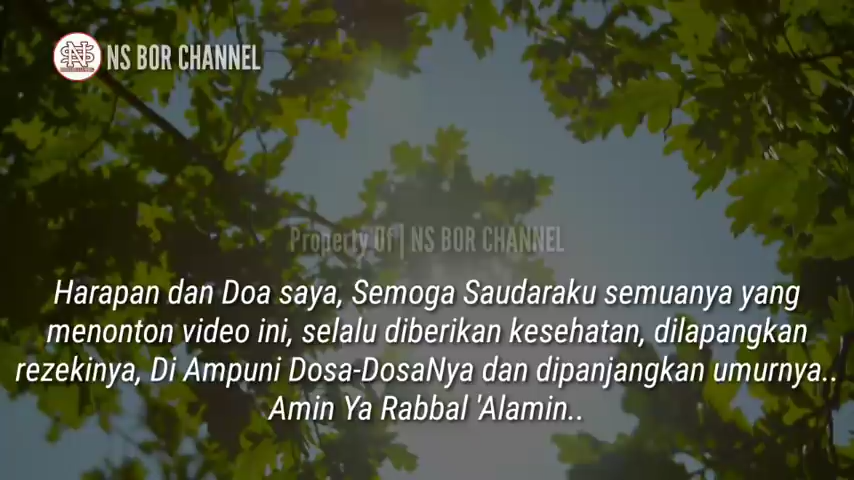 NS BOR CHANNEL
Property Of | NS BOR CHANNEL
Harapan dan Doa saya, Semoga Saudaraku semuanya yang
menonton video ini, selalu diberikan kesehatan, dilapangkan
rezekinya, Di Ampuni Dosa-DosaNya dan dipanjangkan umurnya..
Amin Ya Rabbal 'Alamin..